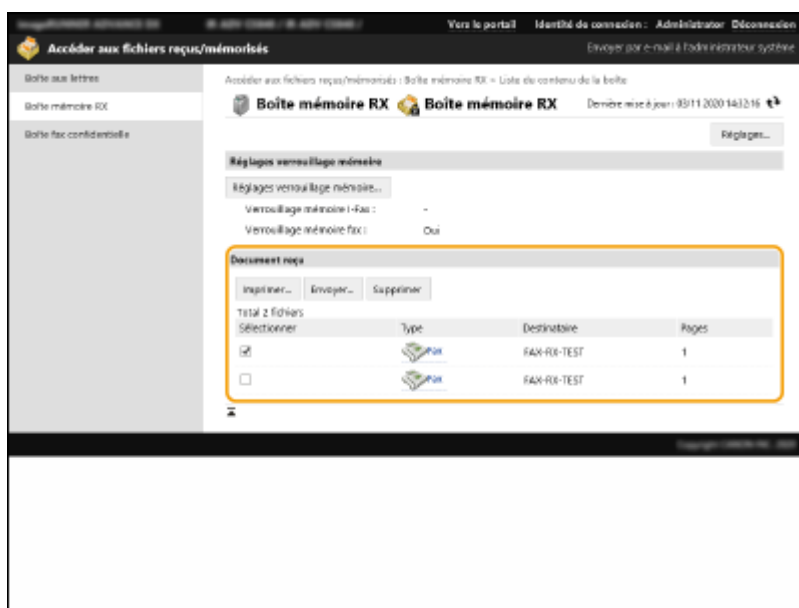 Vers le portail Identité de connexion : Administrator Déconnexion
Accéder aux fichiers reçus/mémorisés Envoyer par e-mail à l'administrateur système
Boîte aux lettres
Boîte mémoire RX
Boîte fax confidentielle
Accéder aux fichiers reçus/mémorisés : Boîte mémoire RX > Liste du contenu de la boîte
Boîte mémoire RX Boîte mémoire RX Dernière mise à jour : 03/11 2020 14:32:16
Réglages...
Réglages verrouillage mémoire
Réglages verrouillage mémoire...
Verrouillage mémoire I-Fax : -
Verrouillage mémoire fax : Oui
Document reçu
Imprimer... Envoyer... Supprimer
Total 2 fichiers
Sélectionner Type Destinataire Pages
Fax FAX-RX-TEST 1
Fax FAX-RX-TEST 1